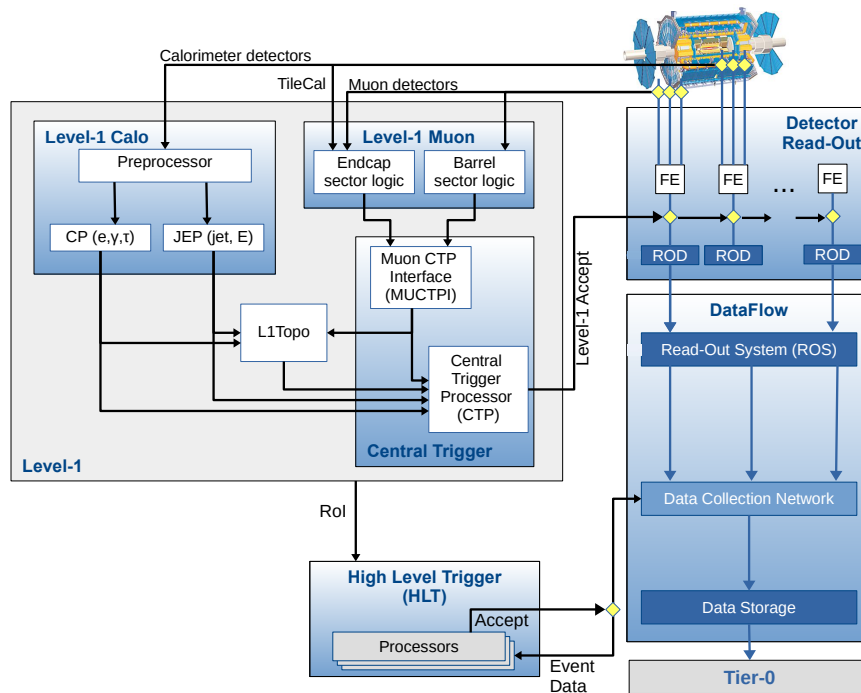 Calorimeter detectors
TileCal
Muon detectors
Level-1 Calo
Preprocessor
CP (e,γ,τ)
JEP (jet, E)
Level-1 Muon
Endcap
sector logic
Barrel
sector logic
Muon CTP
Interface
(MUCTPI)
L1Topo
Central
Trigger
Processor
(CTP)
Central Trigger
Level-1
Level-1 Accept
Detector
Read-Out
FE
FE
...
FE
ROD
ROD
ROD
DataFlow
Read-Out System (ROS)
Data Collection Network
Data Storage
Tier-0
RoI
High Level Trigger
(HLT)
Accept
Processors
Event
Data